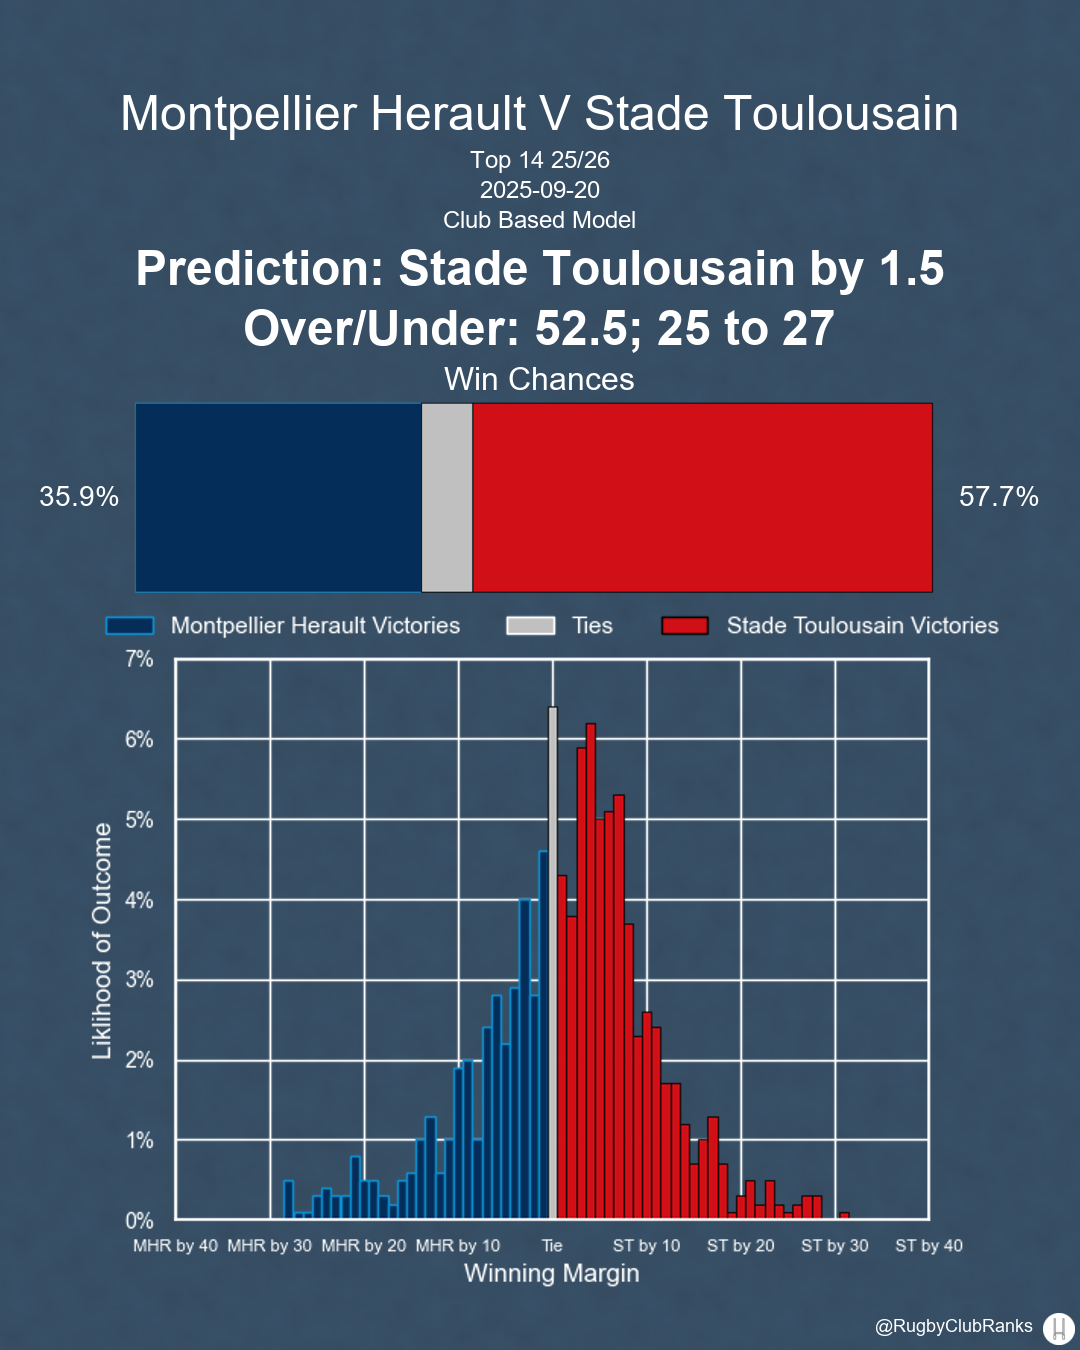 Montpellier Herault V Stade Toulousain
Top 14 25/26
2025-09-20
Club Based Model
Prediction: Stade Toulousain by 1.5
Over/Under: 52.5; 25 to 27
Win Chances
35.9%
57.7%
Montpellier Herault Victories
Ties
Stade Toulousain Victories
7%
6%
5%
4%
3%
2%
1%
0%
Liklihood of Outcome
MHR by 40 MHR by 30 MHR by 20 MHR by 10 Tie ST by 10 ST by 20 ST by 30 ST by 40
Winning Margin
@RugbyClubRanks